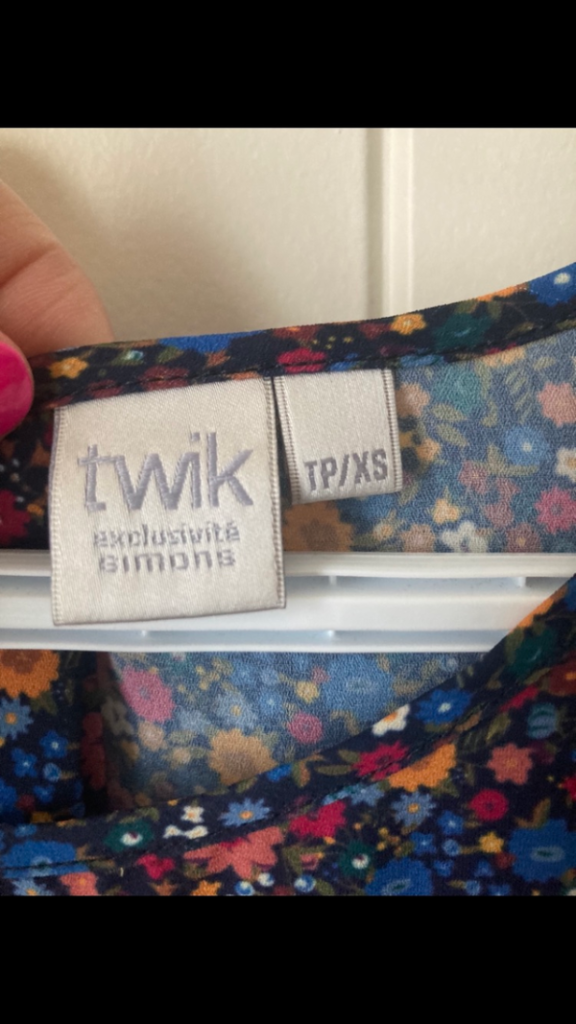 twik
exclusivité
simons
TP/XS